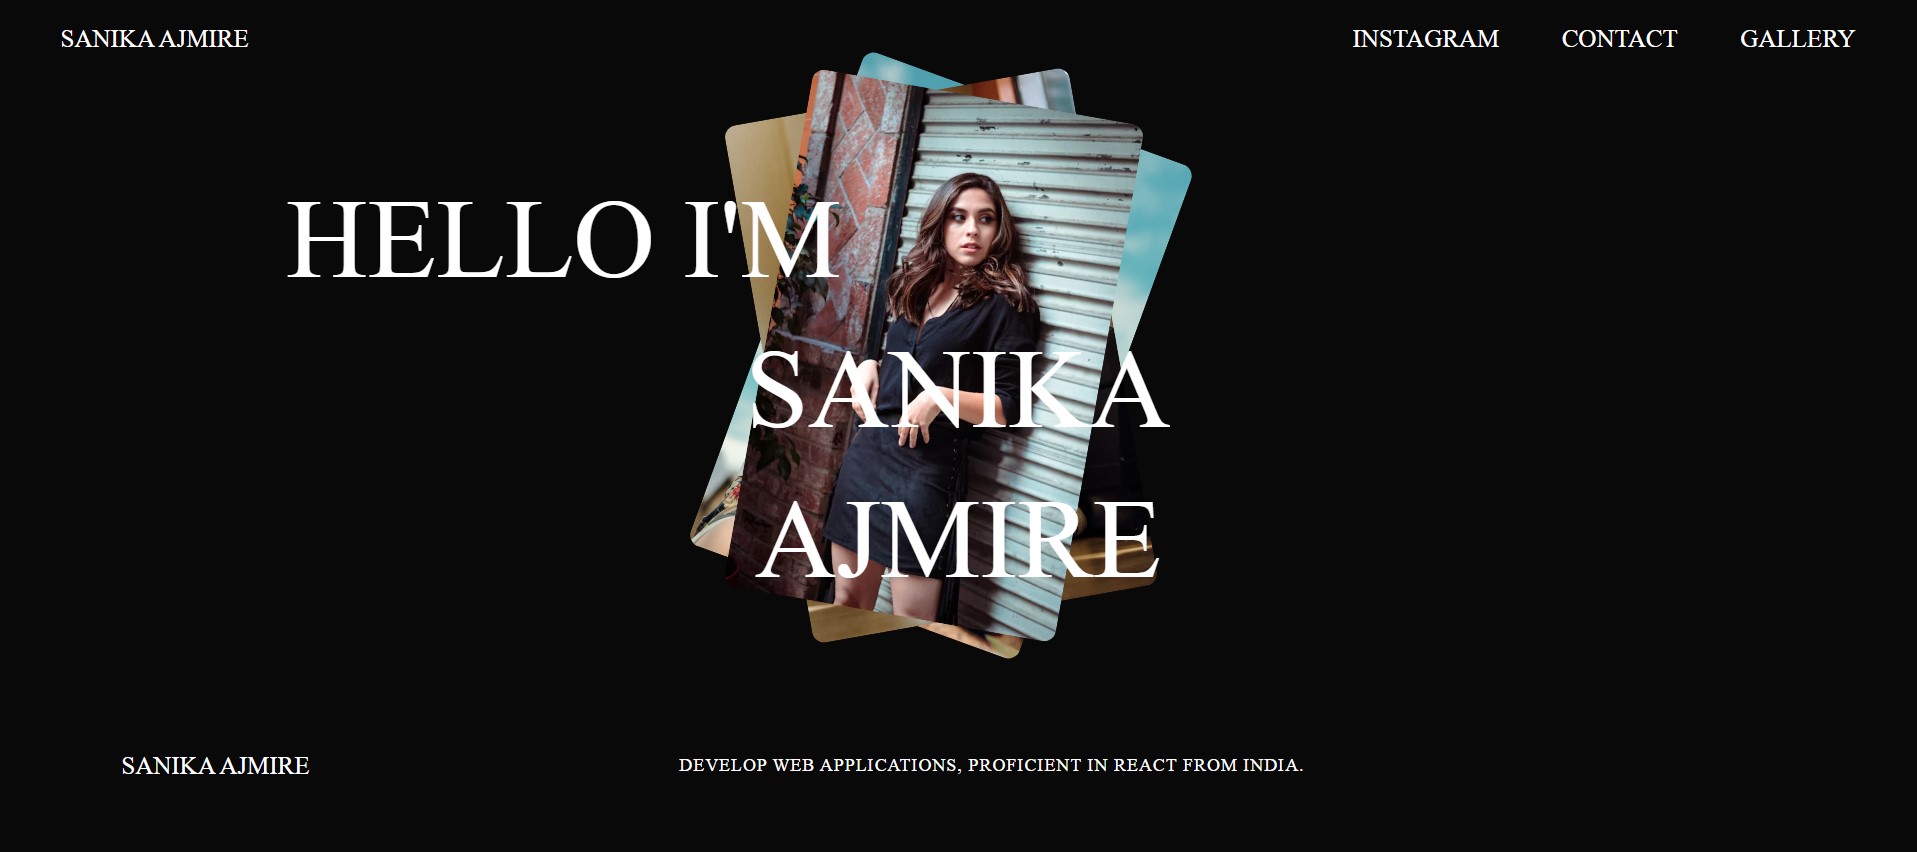 SANIKA AJMIRE
INSTAGRAM
CONTACT
GALLERY
HELLO I'M
SANIKA
AJMIRE
SANIKA AJMIRE
DEVELOP WEB APPLICATIONS, PROFICIENT IN REACT FROM INDIA.